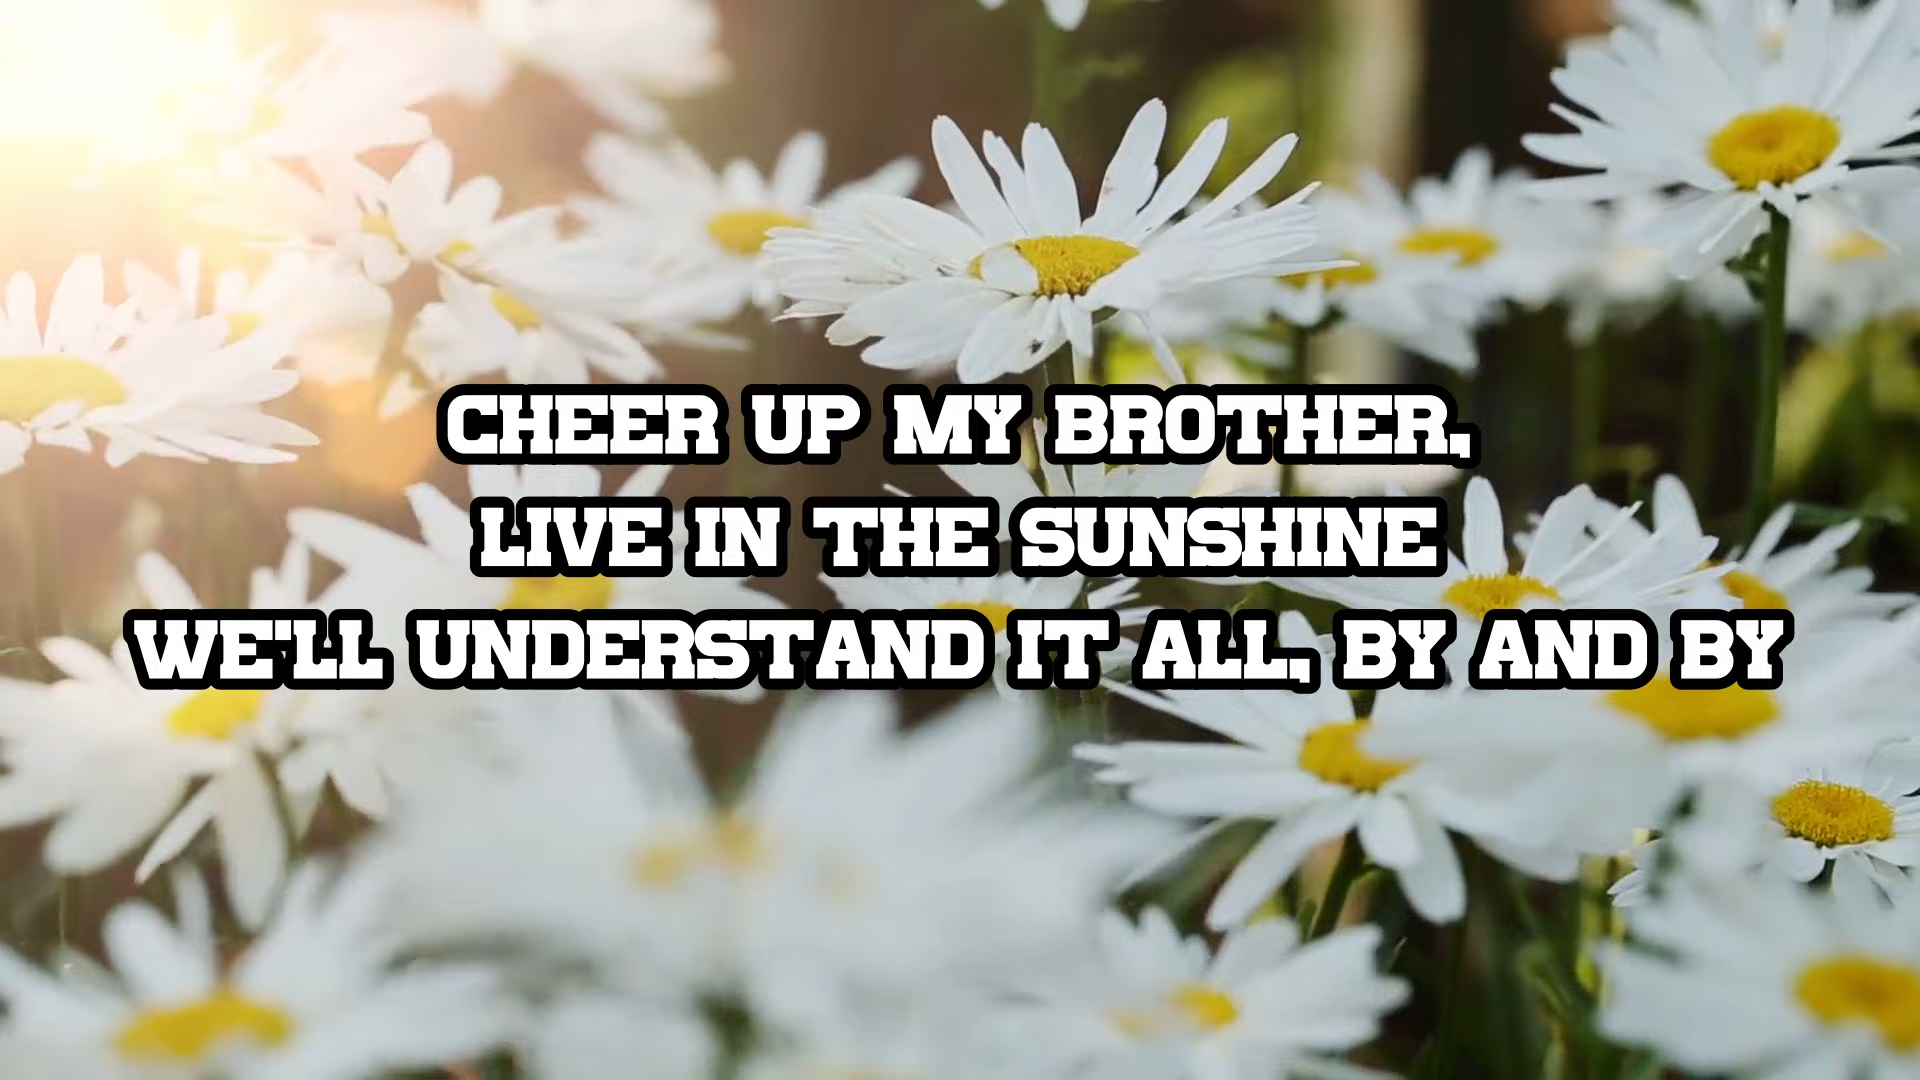 CHEER UP MY BROTHER,
LIVE IN THE SUNSHINE
WE'LL UNDERSTAND IT ALL, BY AND BY